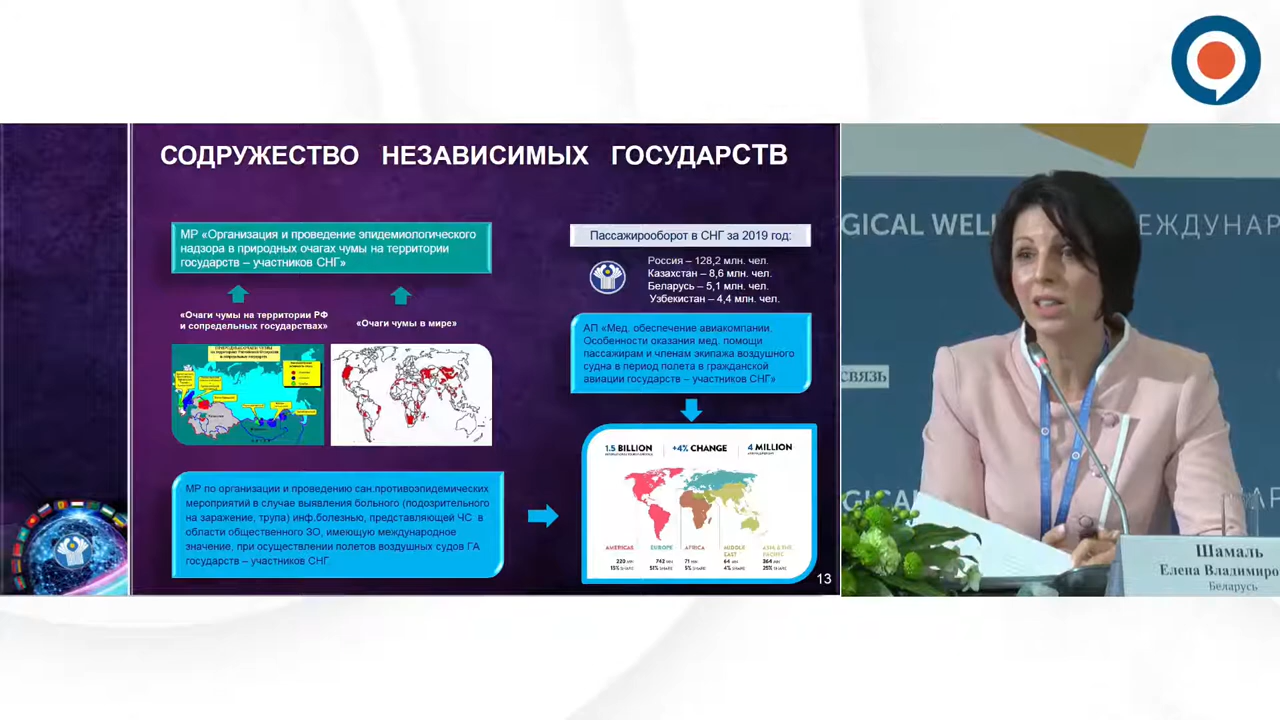 СОДРУЖЕСТВО НЕЗАВИСИМЫХ ГОСУДАРСТВ
МР «Организация и проведение эпидемиологического
надзора в природных очагах чумы на территории
государств – участников СНГ»
«Очаги чумы на территории РФ
и сопредельных государствах»
«Очаги чумы в мире»
МР по организации и проведению сан.противоэпидемических
мероприятий в случае выявления больного (подозрительного
на заражение, трупа) инф.болезнью, представляющей ЧС в
области общественного ЗО, имеющую международное
значение, при осуществлении полетов воздушных судов ГА
государств – участников СНГ
Пассажирооборот в СНГ за 2019 год:
Россия – 128,2 млн. чел.
Казахстан – 8,6 млн. чел.
Беларусь – 5,1 млн. чел.
Узбекистан – 4,4 млн. чел.
АП «Мед. обеспечение авиакомпании.
Особенности оказания мед. помощи
пассажирам и членам экипажа воздушного
судна в период полета в гражданской
авиации государств – участников СНГ»
1.5 BILLION
+4% CHANGE
4 MILLION
AMERICAS
EUROPE
AFRICA
MIDDLE
EAST
13
GICAL WELL
ЕЖДУНАР
СВЯЗЬ
GICAL
Шамаль
Елена Владимиро
Беларусь